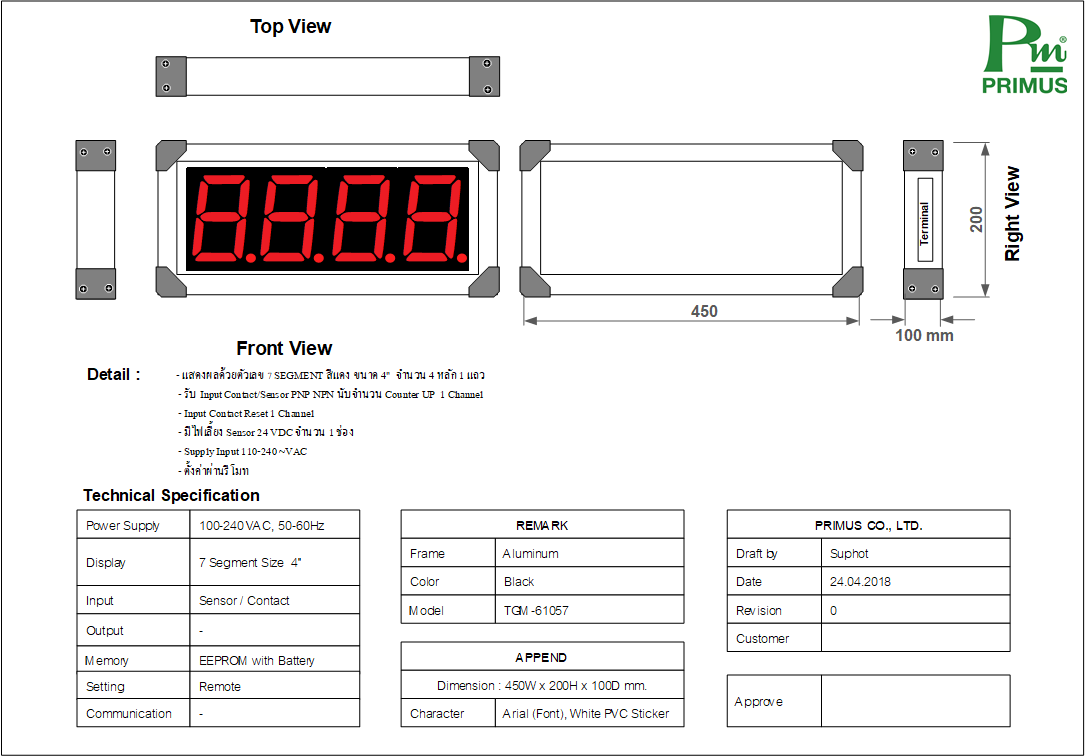 Top View
Pm®
PRIMUS
8.8.8.8.
Terminal
200
Right View
450
100 mm
Front View
Detail :
- แสดงผลด้วยตัวเลข 7 SEGMENT สีแดง ขนาด 4" จำนวน 4 หลัก 1 แถว
- รับ Input Contact/Sensor PNP NPN นับจำนวน Counter UP 1 Channel
- Input Contact Reset 1 Channel
- มีไฟเลี้ยง Sensor 24 VDC จำนวน 1 ช่อง
- Supply Input 110-240 ~VAC
- ตั้งค่าผ่านรีโมท
Technical Specification
Power Supply 100-240 VAC, 50-60Hz
Display 7 Segment Size 4"
Input Sensor / Contact
Output -
Memory EEPROM with Battery
Setting Remote
Communication -
REMARK
Frame Aluminum
Color Black
Model TGM-61057
APPEND
Dimension : 450W x 200H x 100D mm.
Character Arial (Font), White PVC Sticker
PRIMUS CO., LTD.
Draft by Suphot
Date 24.04.2018
Revision 0
Customer
Approve